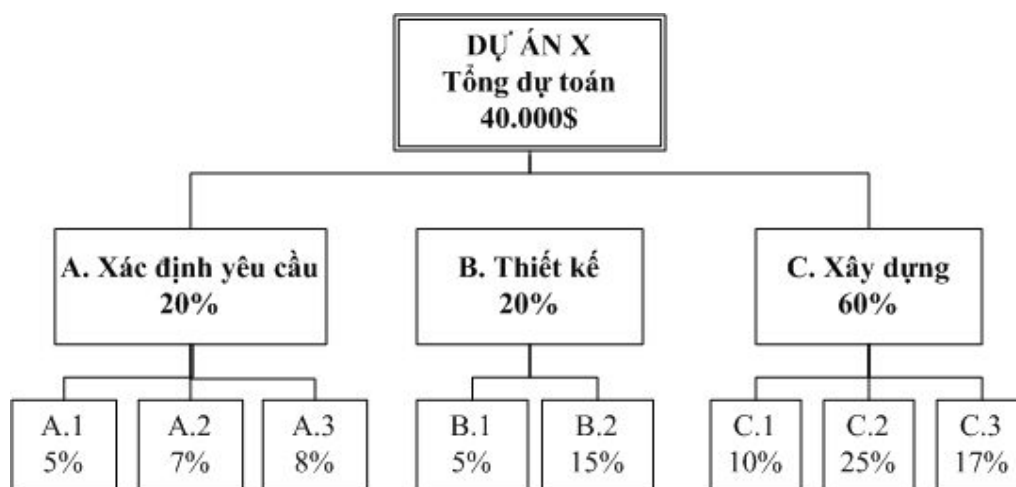 DỰ ÁN X
Tổng dự toán
40.000$
A. Xác định yêu cầu
20%
B. Thiết kế
20%
C. Xây dựng
60%
A.1
5%
A.2
7%
A.3
8%
B.1
5%
B.2
15%
C.1
10%
C.2
25%
C.3
17%